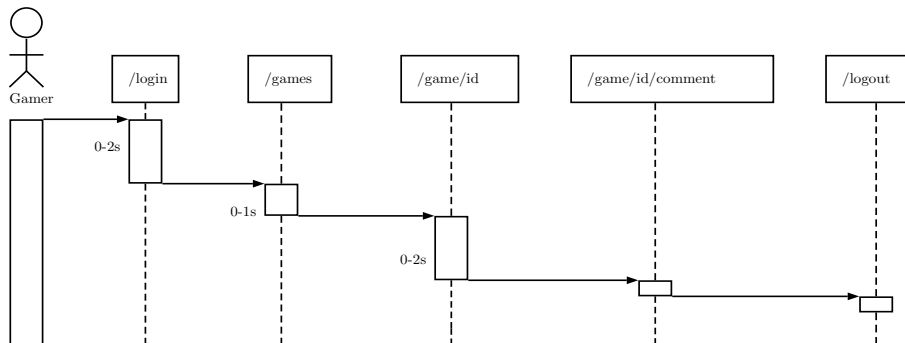 /login
/games
/game/id
/game/id/comment
/logout
Gamer
0-2s
0-1s
0-2s